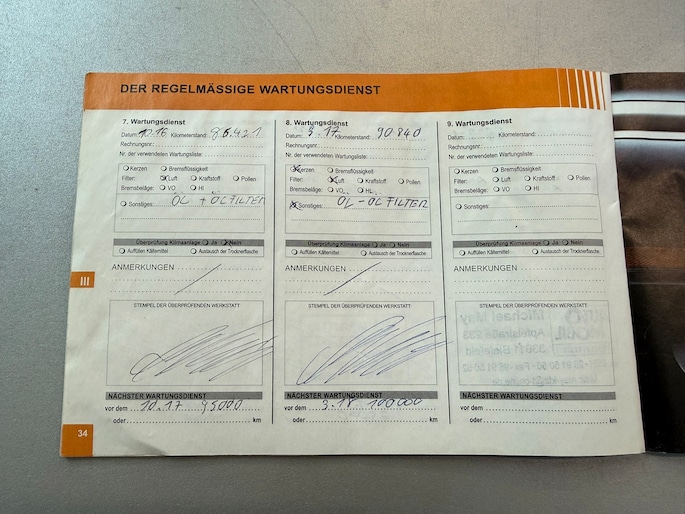 DER REGELMÄSSIGE WARTUNGSDIENST
7. Wartungsdienst
Datum: 10.16 Kilometerstand: 86.421
Rechnungsnr.:
Nr. der verwendeten Wartungsliste:
Kerzen Bremsflüssigkeit
Filter: Luft Kraftstoff Pollen
Bremsbeläge: VO HI
Sonstiges: ÖL + ÖLFILTER
Überprüfung Klimaanlage Ja Nein
Auffüllen Kältemittel Austausch der Trocknerflasche
ANMERKUNGEN
STEMPEL DER ÜBERPRÜFENDEN WERKSTATT:
NÄCHSTER WARTUNGSDIENST
vor dem 10.17 95000
oder km
8. Wartungsdienst
Datum: 3.17 Kilometerstand: 90840
Rechnungsnr.:
Nr. der verwendeten Wartungsliste:
Kerzen Bremsflüssigkeit
Filter: Luft Kraftstoff Pollen
Bremsbeläge: VO HI
Sonstiges: ÖL - ÖLFILTER
Überprüfung Klimaanlage Ja Nein
Auffüllen Kältemittel Austausch der Trocknerflasche
ANMERKUNGEN
STEMPEL DER ÜBERPRÜFENDEN WERKSTATT:
NÄCHSTER WARTUNGSDIENST
vor dem 3.18 100000
oder km
9. Wartungsdienst
Datum: Kilometerstand:
Rechnungsnr.:
Nr. der verwendeten Wartungsliste:
Kerzen Bremsflüssigkeit
Filter: Luft Kraftstoff Pollen
Bremsbeläge: VO HI
Sonstiges:
Überprüfung Klimaanlage Ja Nein
Auffüllen Kältemittel Austausch der Trocknerflasche
ANMERKUNGEN
STEMPEL DER ÜBERPRÜFENDEN WERKSTATT:
Michael May
NÄCHSTER WARTUNGSDIENST
vor dem
oder km
III
34